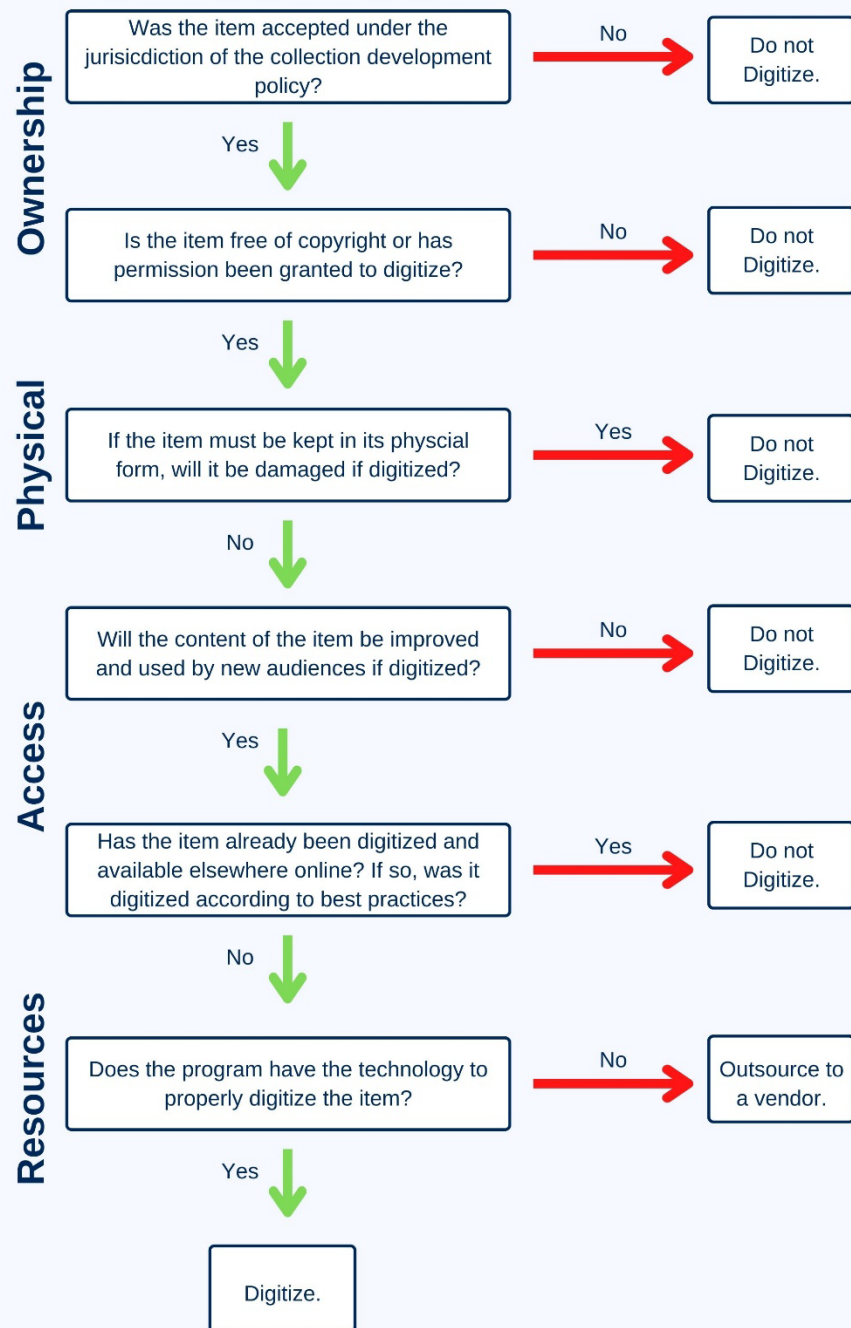 Ownership
Was the item accepted under the
jurisicdiction of the collection development
policy?
No
Do not
Digitize.
Yes
Is the item free of copyright or has
permission been granted to digitize?
No
Do not
Digitize.
Yes
Physical
If the item must be kept in its physcial
form, will it be damaged if digitized?
Yes
Do not
Digitize.
No
Access
Will the content of the item be improved
and used by new audiences if digitized?
No
Do not
Digitize.
Yes
Has the item already been digitized and
available elsewhere online? If so, was it
digitized according to best practices?
Yes
Do not
Digitize.
No
Resources
Does the program have the technology to
properly digitize the item?
No
Outsource to
a vendor.
Yes
Digitize.